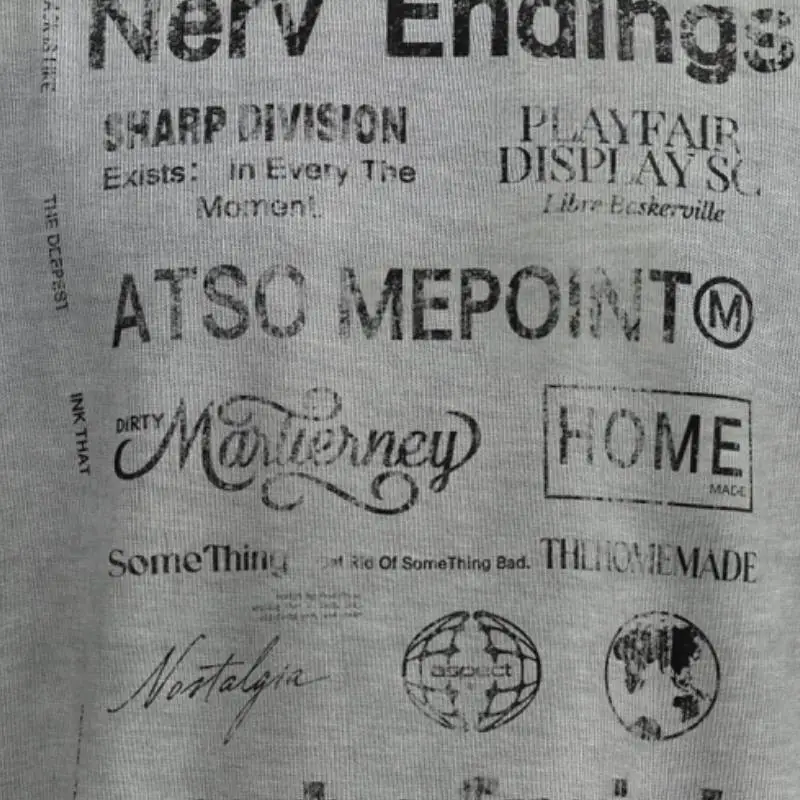 Nerv Endings
SHARP DIVISION
Exists: In Every The
Moment.
PLAYFAIR
DISPLAY SC
Libre Baskerville
THE DEEPEST
ATSO MEPOINT Ⓜ
INK THAT
DIRTY
HOME
MADE
SomeThing
Rid Of SomeThing Bad.
THEHOMEMADE
Nostalgia
aspect